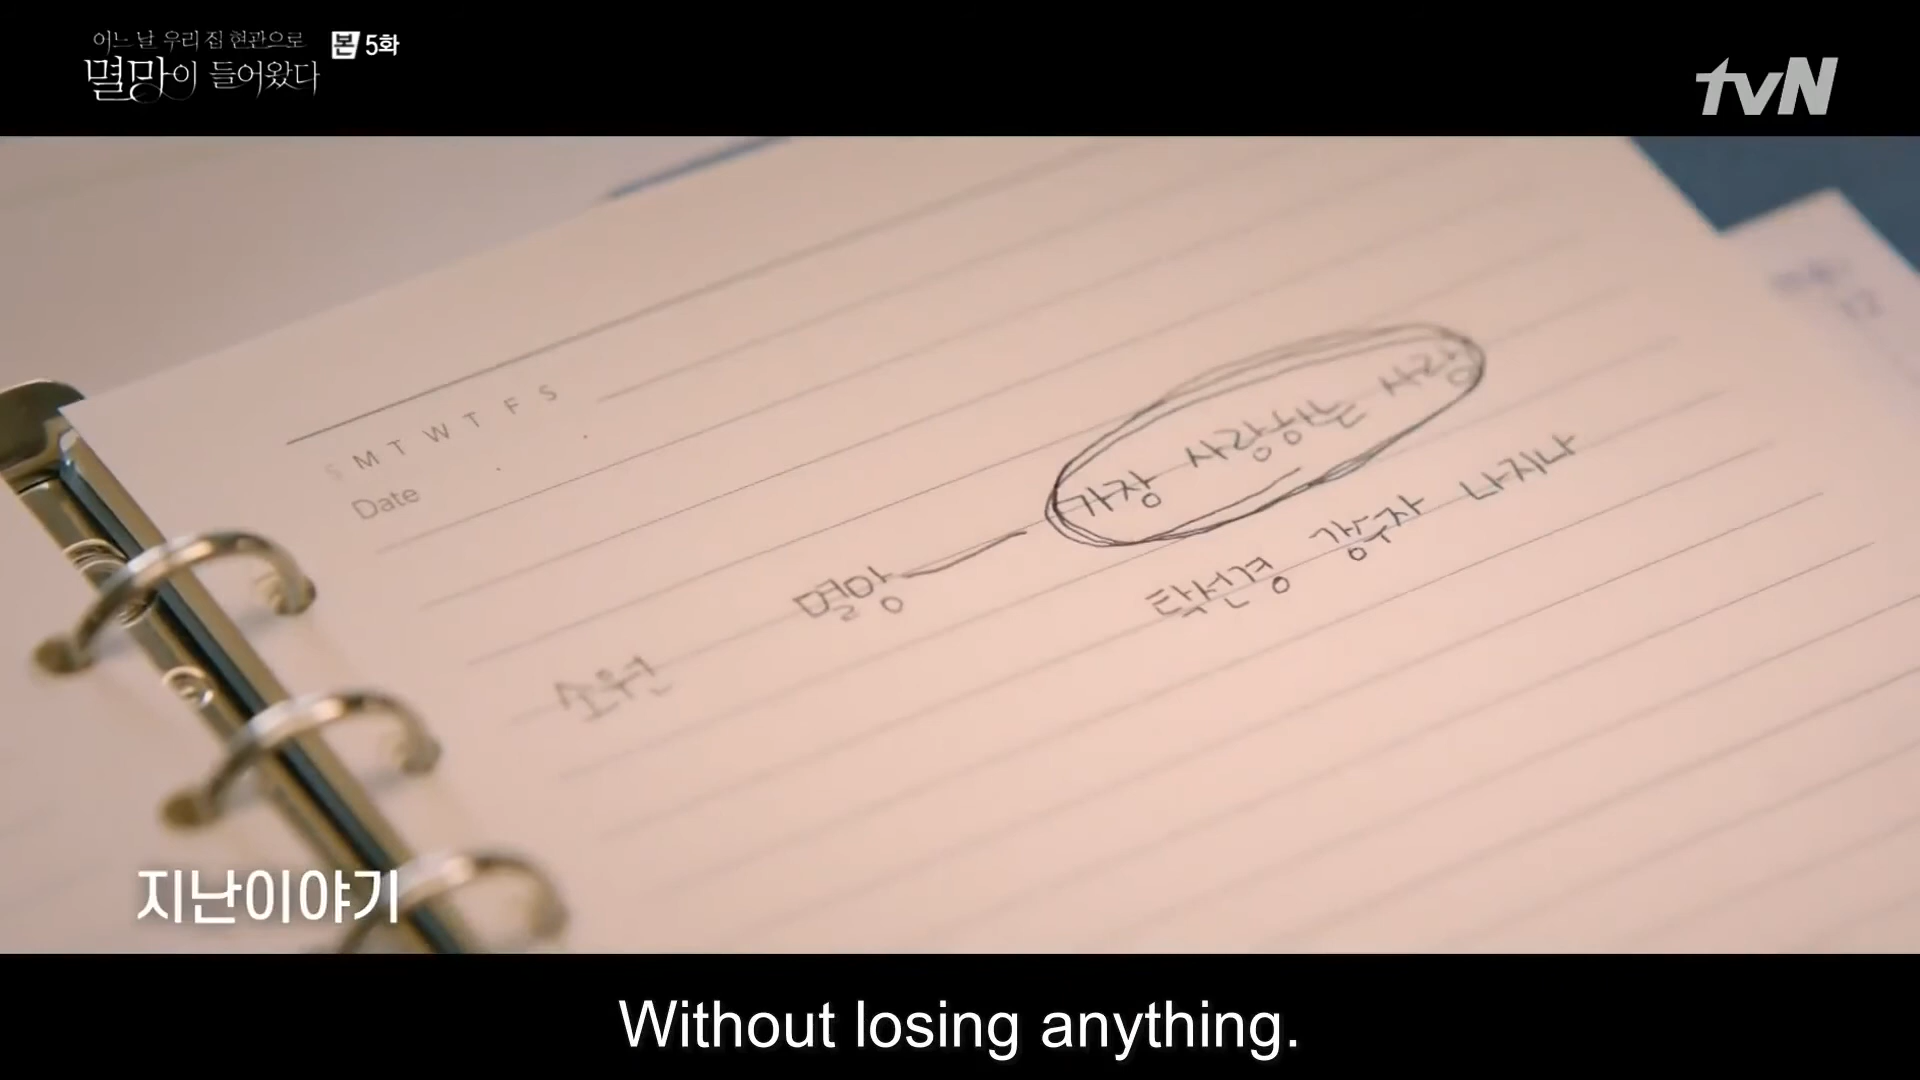 어느 날 우리 집 현관으로
멸망이 들어왔다
본 5화
tvN
S M T W T F S
Date
가장 사랑하는 사람
멸망
탁선경 강수자 나지나
소원
지난이야기
Without losing anything.